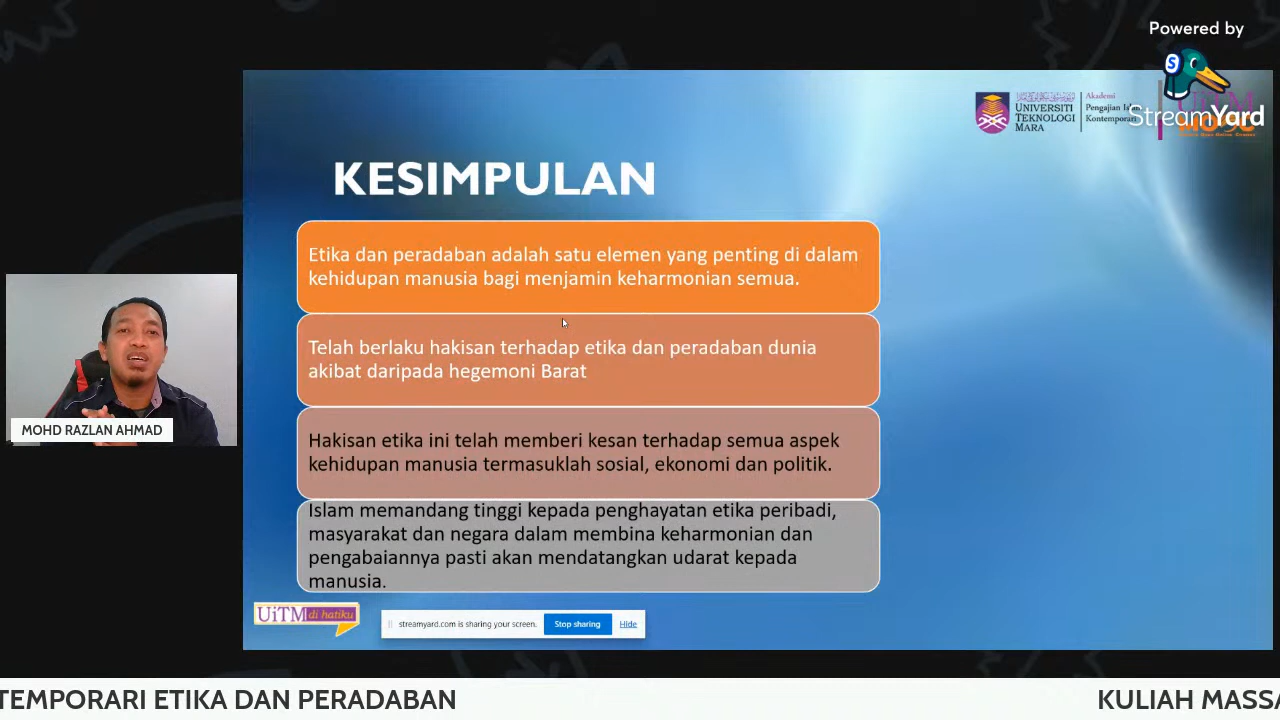 Powered by
StreamYard
UNIVERSITI
TEKNOLOGI
MARA
Akademi
Pengajian
KESIMPULAN
Etika dan peradaban adalah satu elemen yang penting di dalam
kehidupan manusia bagi menjamin keharmonian semua.
Telah berlaku hakisan terhadap etika dan peradaban dunia
akibat daripada hegemoni Barat
Hakisan etika ini telah memberi kesan terhadap semua aspek
kehidupan manusia termasuklah sosial, ekonomi dan politik.
Islam memandang tinggi kepada penghayatan etika peribadi,
masyarakat dan negara dalam membina keharmonian dan
pengabaiannya pasti akan mendatangkan udarat kepada
manusia.
MOHD RAZLAN AHMAD
UiTM di hatiku
streamyard.com is sharing your screen.
Stop sharing
Hide
TEMPORARI ETIKA DAN PERADABAN
KULIAH MASSA